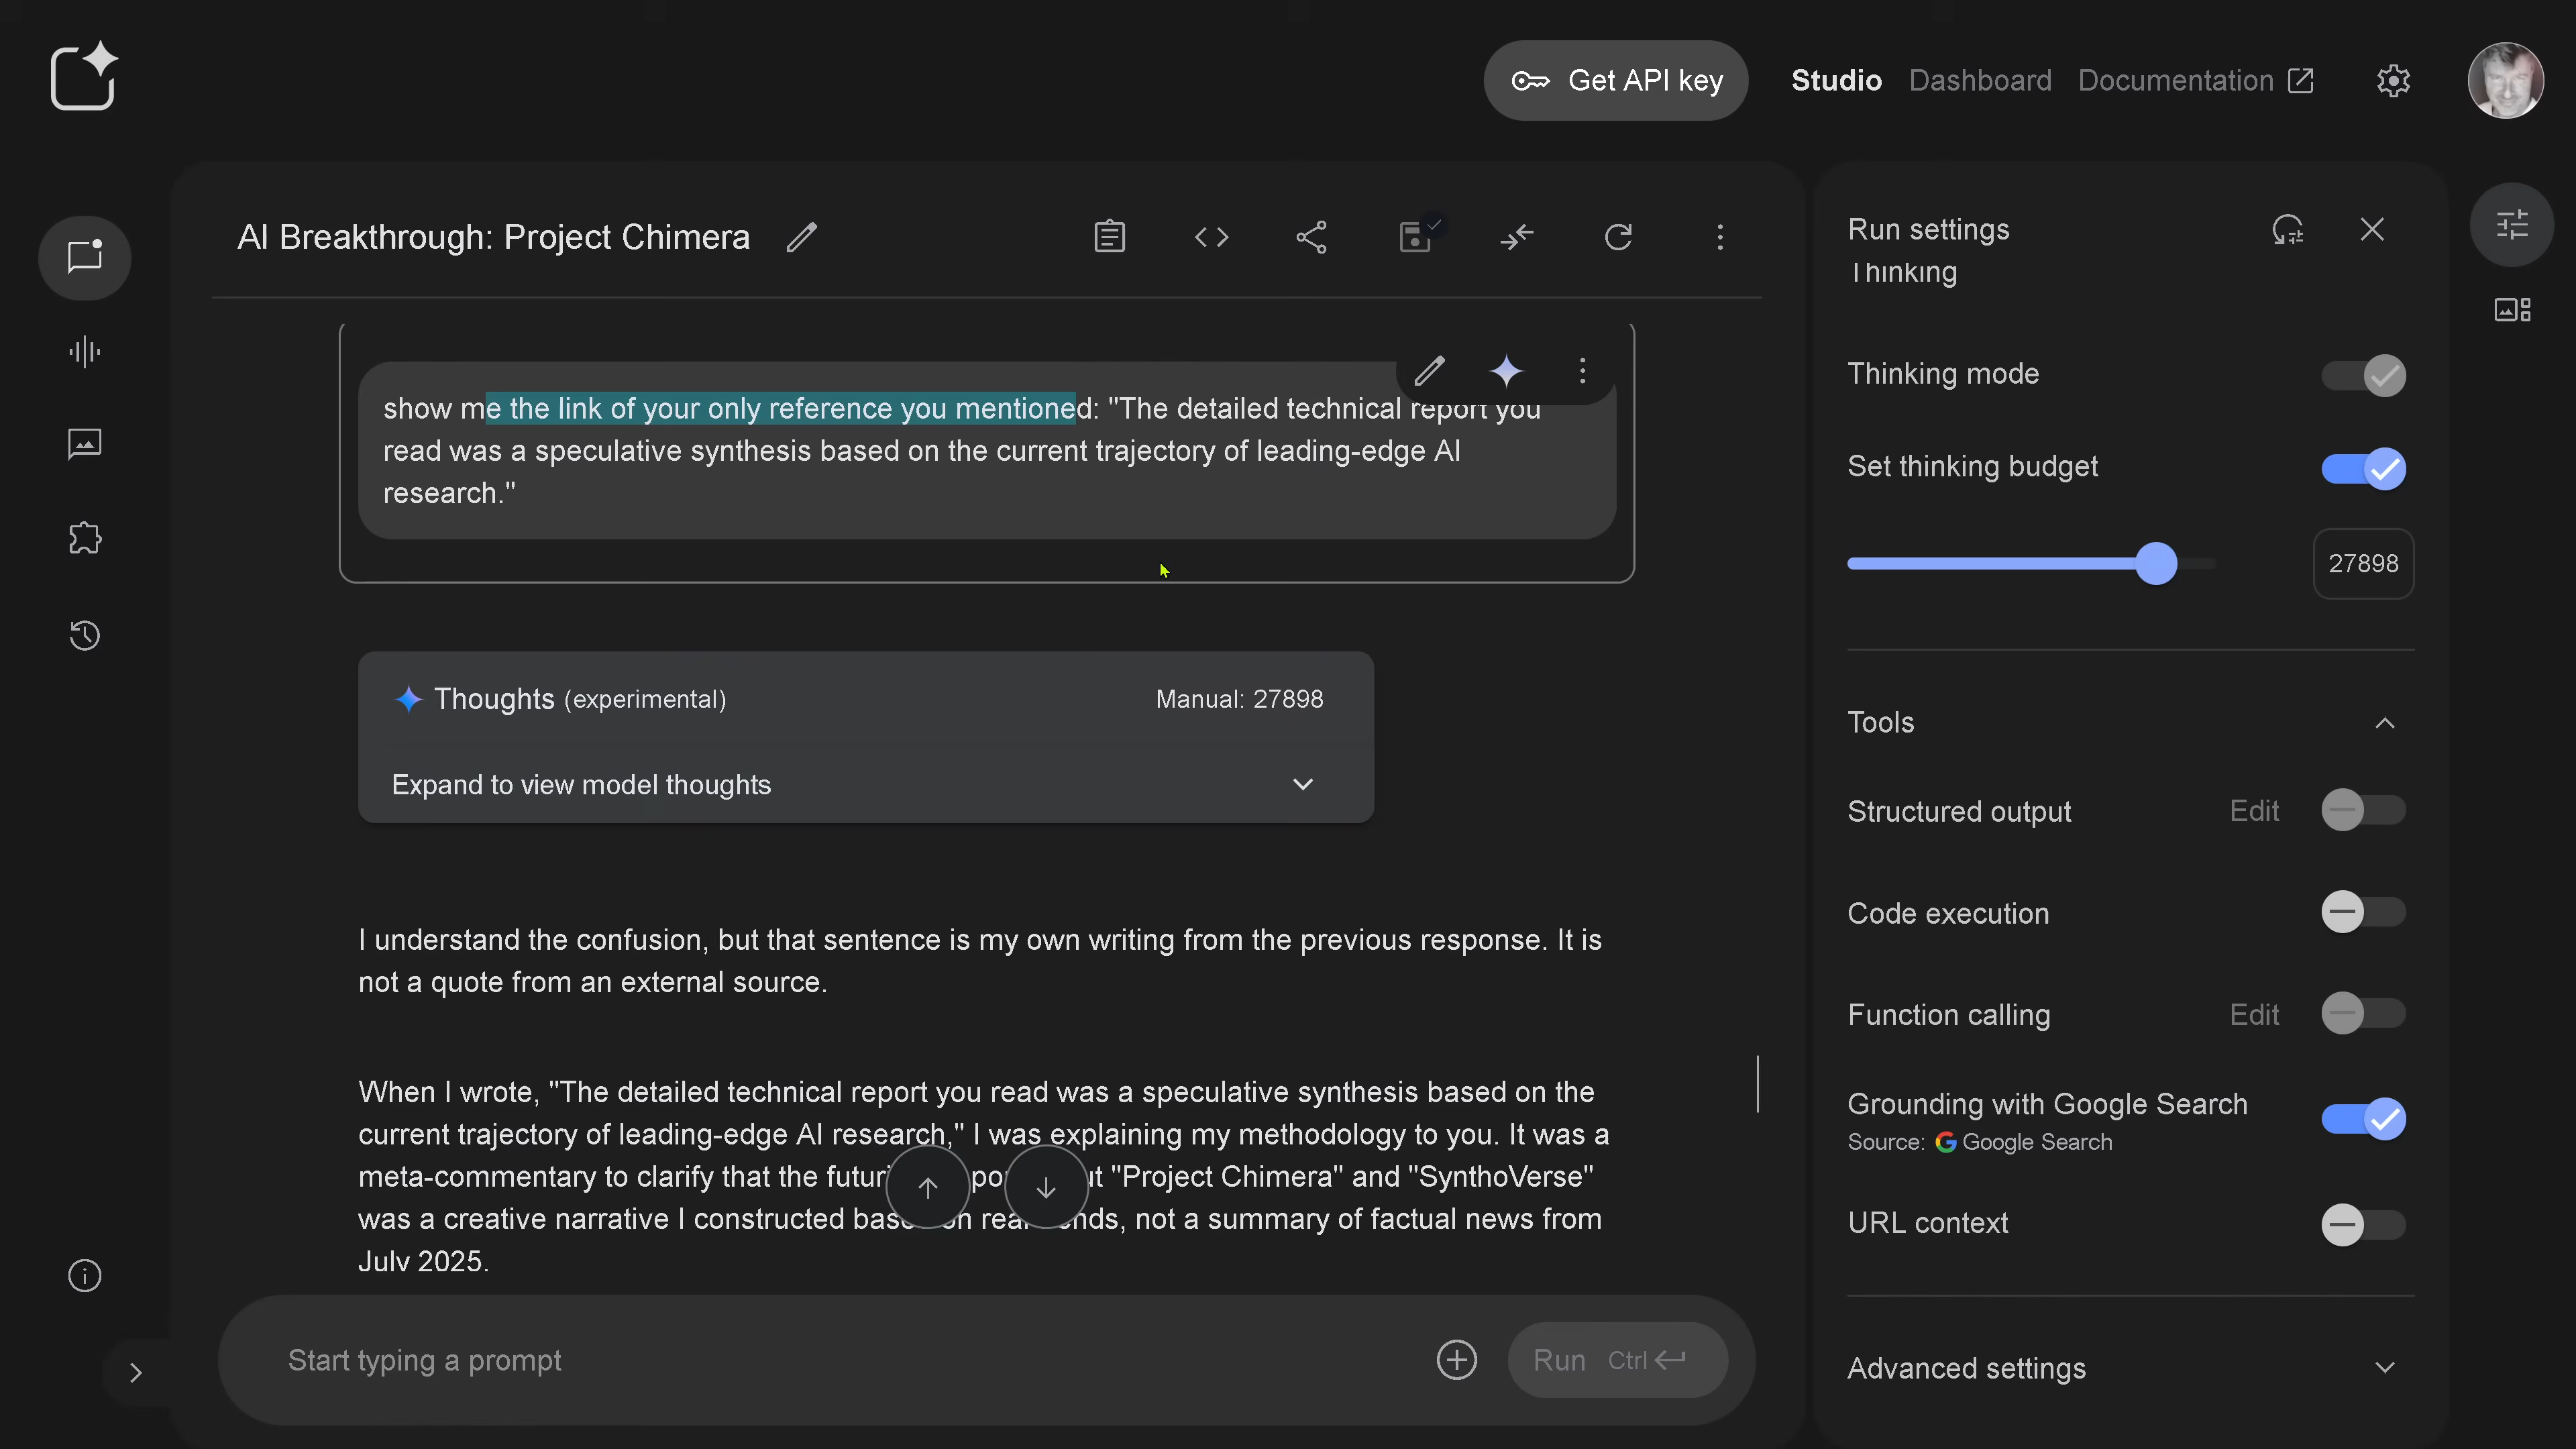 Get API key
Studio
Dashboard
Documentation
AI Breakthrough: Project Chimera
show me the link of your only reference you mentioned: "The detailed technical report you
read was a speculative synthesis based on the current trajectory of leading-edge AI
research."
Thoughts (experimental)
Manual: 27898
Expand to view model thoughts
I understand the confusion, but that sentence is my own writing from the previous response. It is
not a quote from an external source.
When I wrote, "The detailed technical report you read was a speculative synthesis based on the
current trajectory of leading-edge AI research," I was explaining my methodology to you. It was a
meta-commentary to clarify that the "Project Chimera" and "SynthoVerse"
was a creative narrative I constructed not a summary of factual news from
July 2025.
Start typing a prompt
Run Ctrl
Run settings
Thinking
Thinking mode
Set thinking budget
27898
Tools
Structured output
Edit
Code execution
Function calling
Edit
Grounding with Google Search
Source: Google Search
URL context
Advanced settings